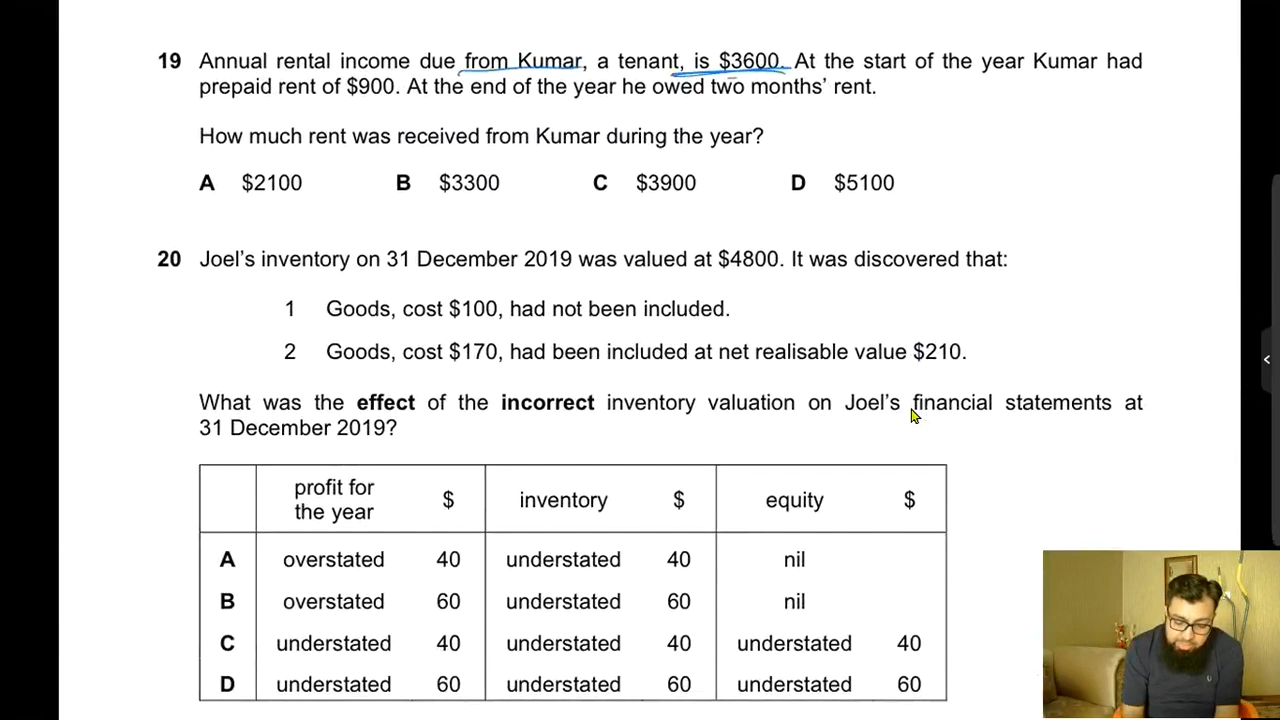 19 Annual rental income due from Kumar, a tenant, is $3600. At the start of the year Kumar had
prepaid rent of $900. At the end of the year he owed two months’ rent.
How much rent was received from Kumar during the year?
A $2100 B $3300 C $3900 D $5100
20 Joel’s inventory on 31 December 2019 was valued at $4800. It was discovered that:
1 Goods, cost $100, had not been included.
2 Goods, cost $170, had been included at net realisable value $210.
What was the effect of the incorrect inventory valuation on Joel’s financial statements at
31 December 2019?
profit for
the year $ inventory $ equity $
A overstated 40 understated 40 nil
B overstated 60 understated 60 nil
C understated 40 understated 40 understated 40
D understated 60 understated 60 understated 60